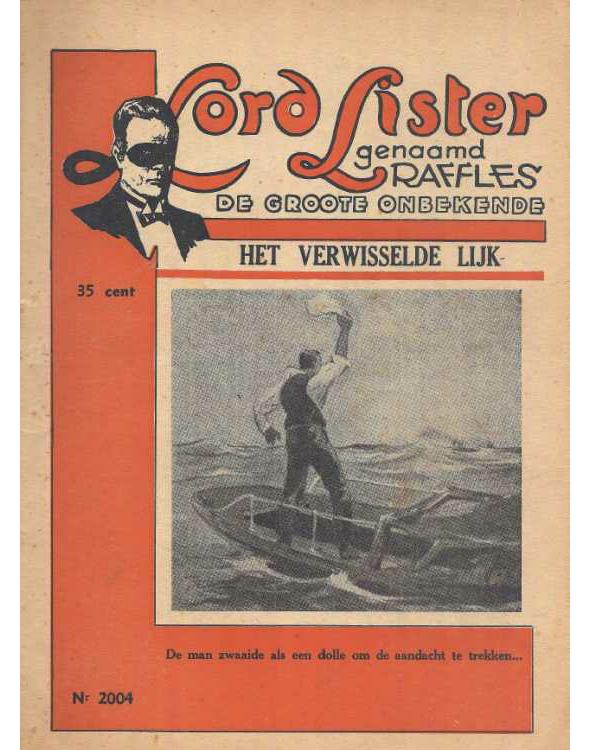 Lord Lister
genaamd
RAFFLES
DE GROOTE ONBEKENDE
HET VERWISSELDE LIJK
35 cent
De man zwaaide als een dolle om de aandacht te trekken...
Nr 2004